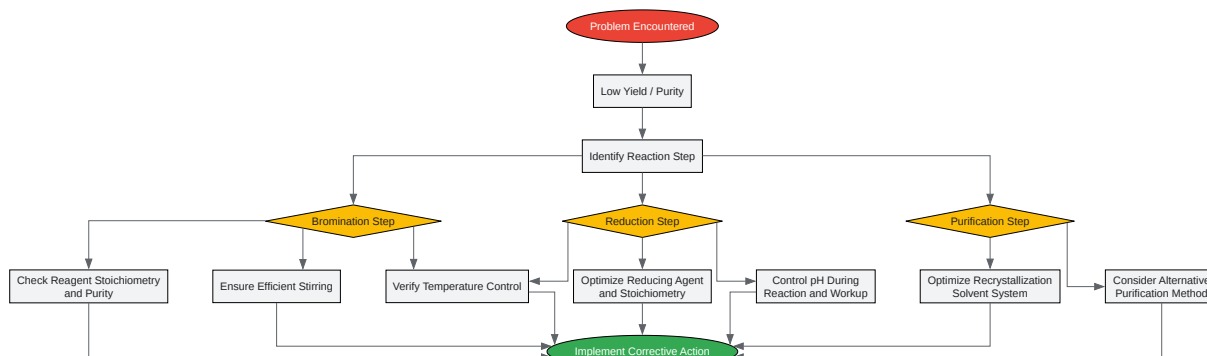 Problem Encountered
Low Yield / Purity
Identify Reaction Step
Bromination Step
Reduction Step
Purification Step
Check Reagent Stoichiometry
and Purity
Ensure Efficient Stirring
Verify Temperature Control
Optimize Reducing Agent
and Stoichiometry
Control pH During
Reaction and Workup
Optimize Recrystallization
Solvent System
Consider Alternative
Purification Method
Implement Corrective Action